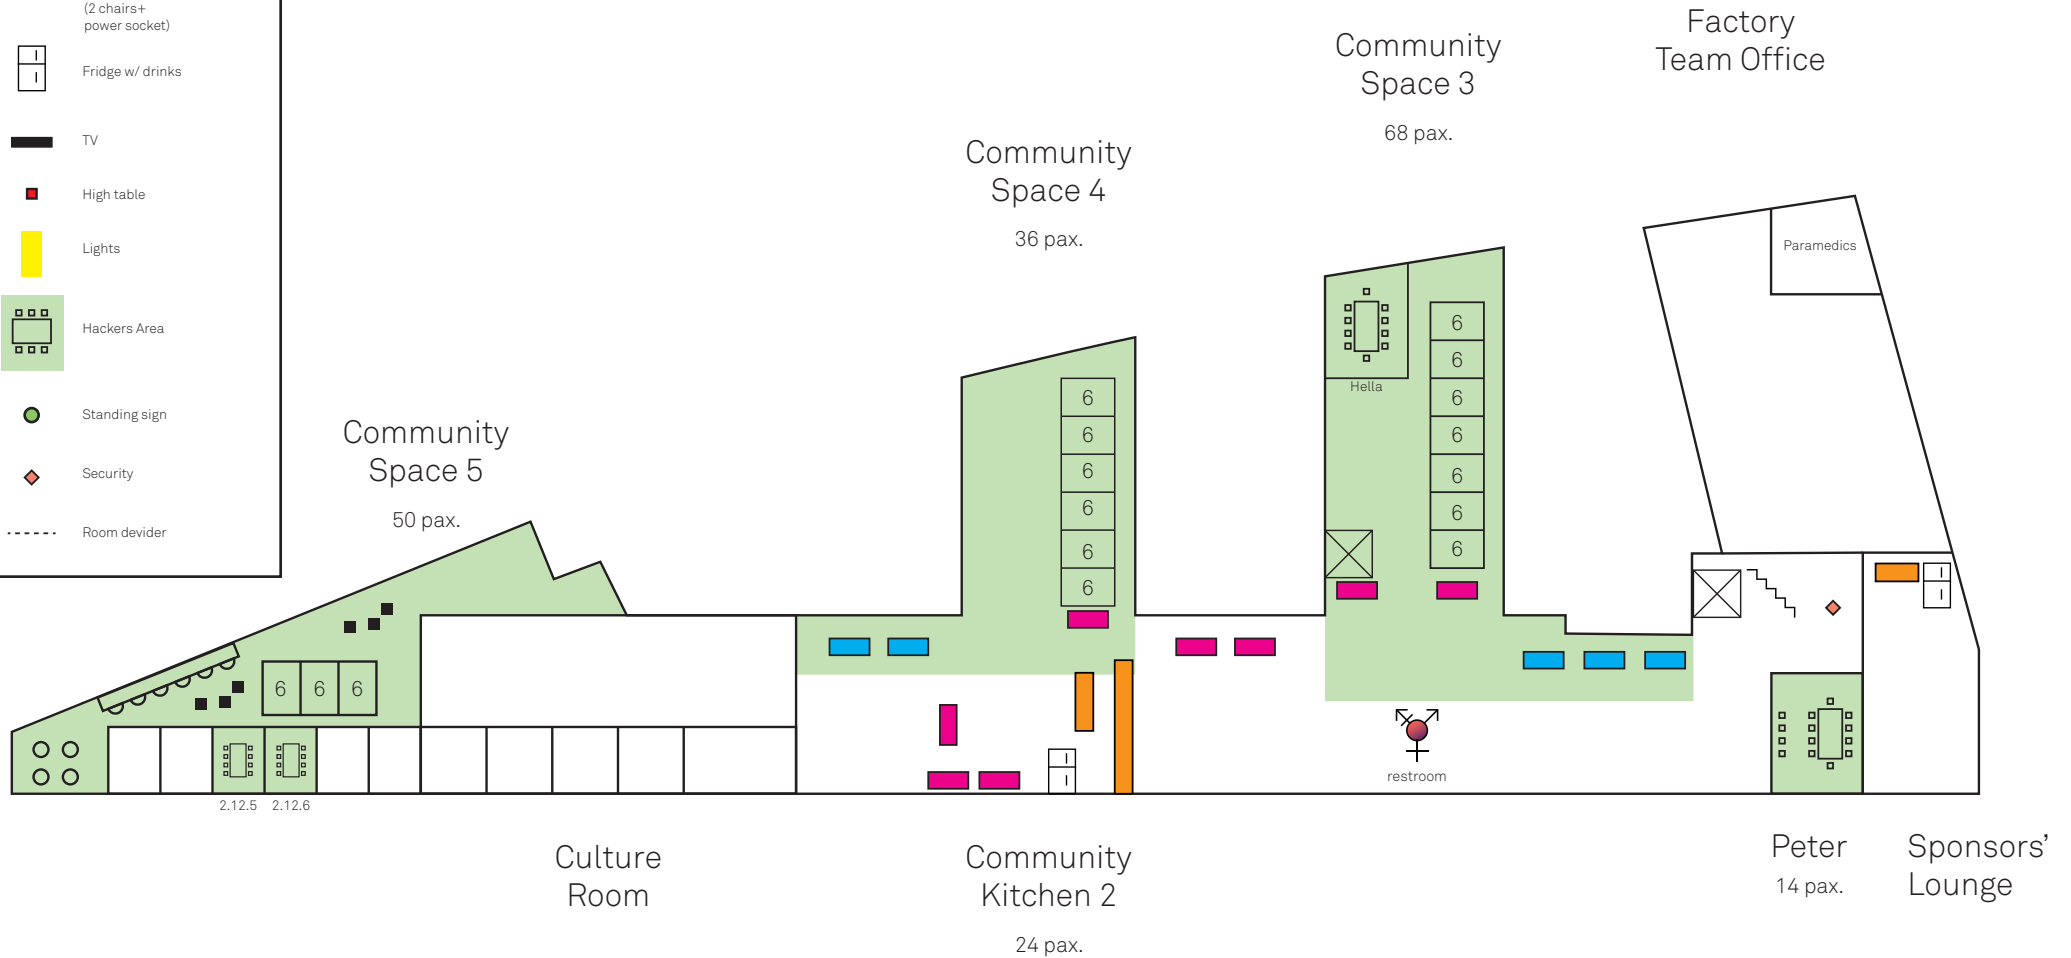 (2 chairs+
power socket)
Fridge w/ drinks
TV
High table
Lights
Hackers Area
Standing sign
Security
Room devider
Community
Space 5
50 pax.
Community
Space 4
36 pax.
Community
Space 3
68 pax.
Factory
Team Office
Paramedics
Hella
6
6
6
6
6
6
6
6
6
6
6
6
6
6 6 6
restroom
2.12.5 2.12.6
Culture
Room
Community
Kitchen 2
24 pax.
Peter
14 pax.
Sponsors’
Lounge